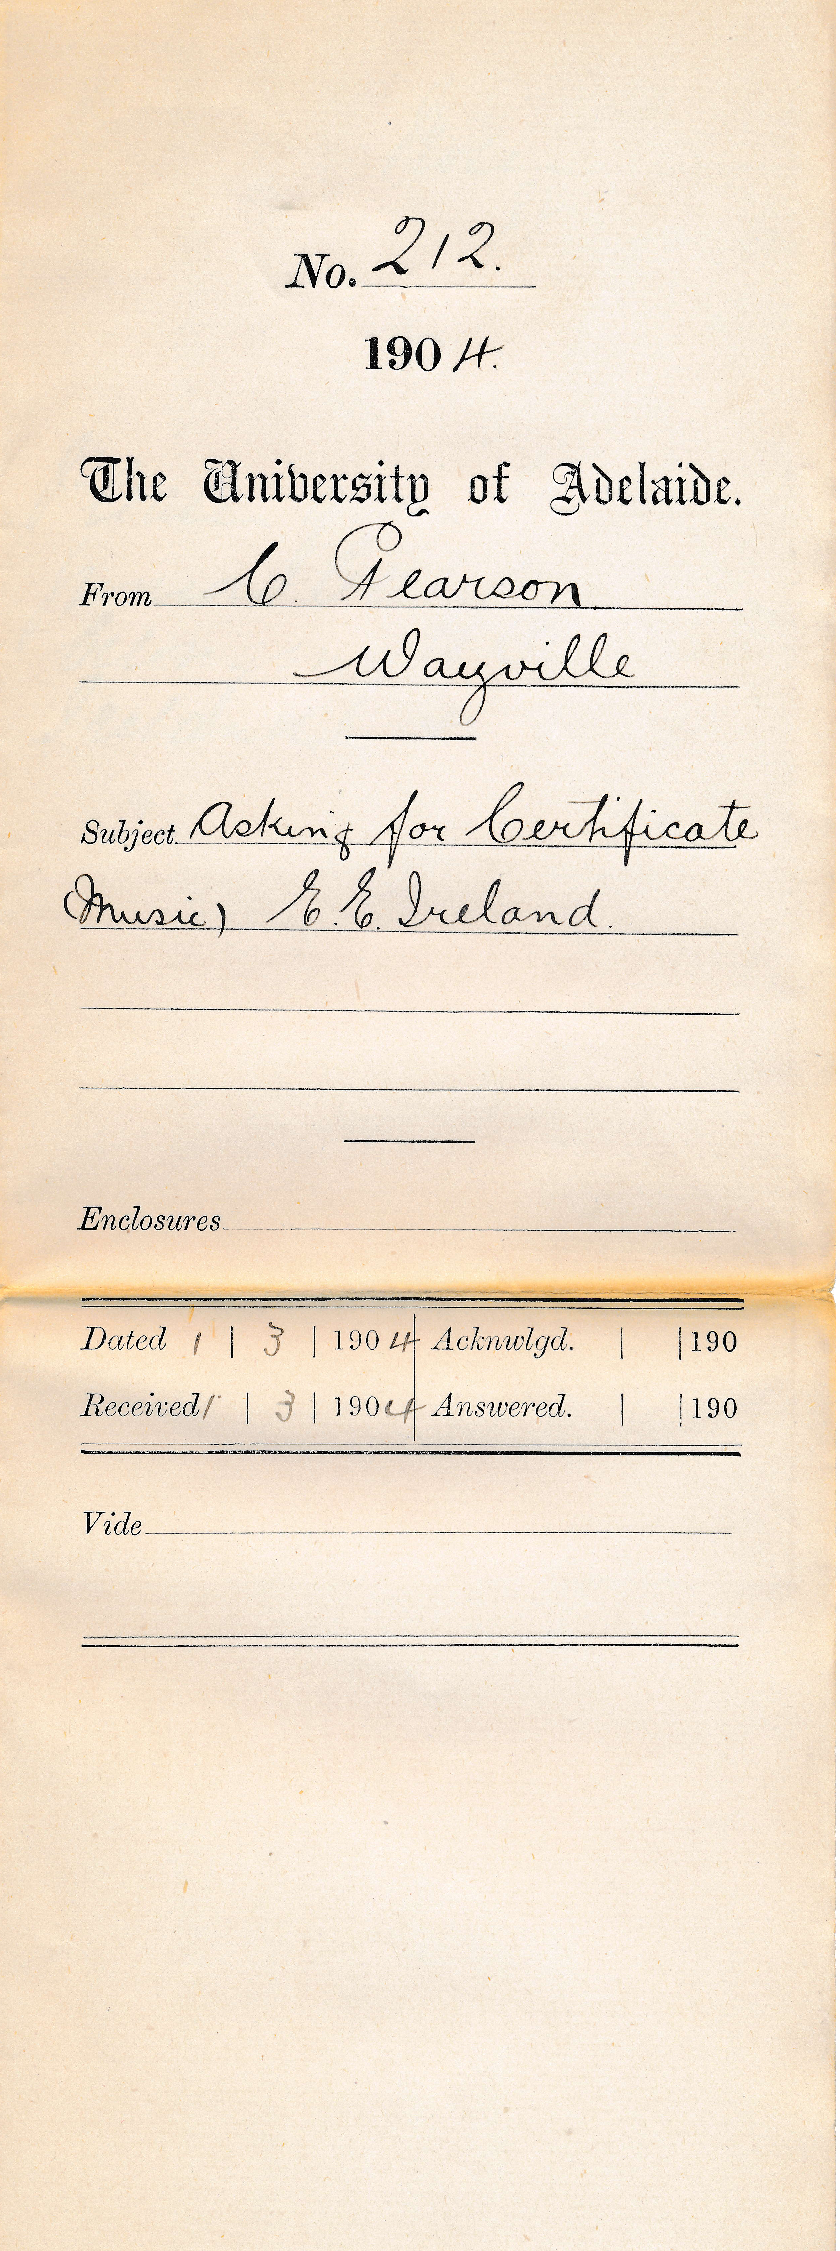 No. 212.
1904.
The University of Adelaide.
From C. Pearson
Wayville
Subject Asking for Certificate
(Music) E. E. Ireland.
Enclosures
Dated 1 | 3 | 1904 Acknwlgd. | | 190
Received 1 | 3 | 1904 Answered. | | 190
Vide